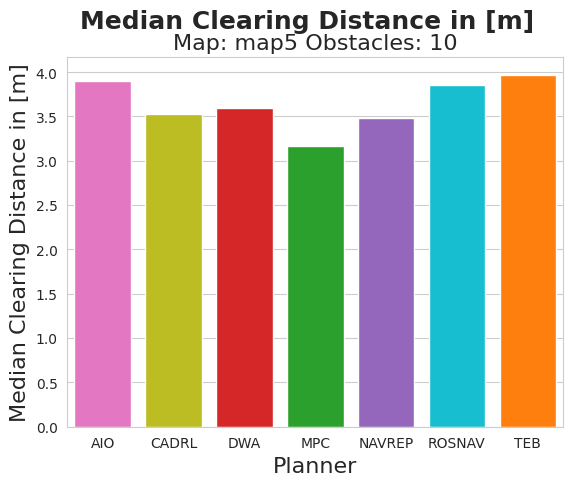 Median Clearing Distance in [m]
Map: map5 Obstacles: 10
Median Clearing Distance in [m]
4.0
3.5
3.0
2.5
2.0
1.5
1.0
0.5
0.0
AIO CADRL DWA MPC NAVREP ROSNAV TEB
Planner